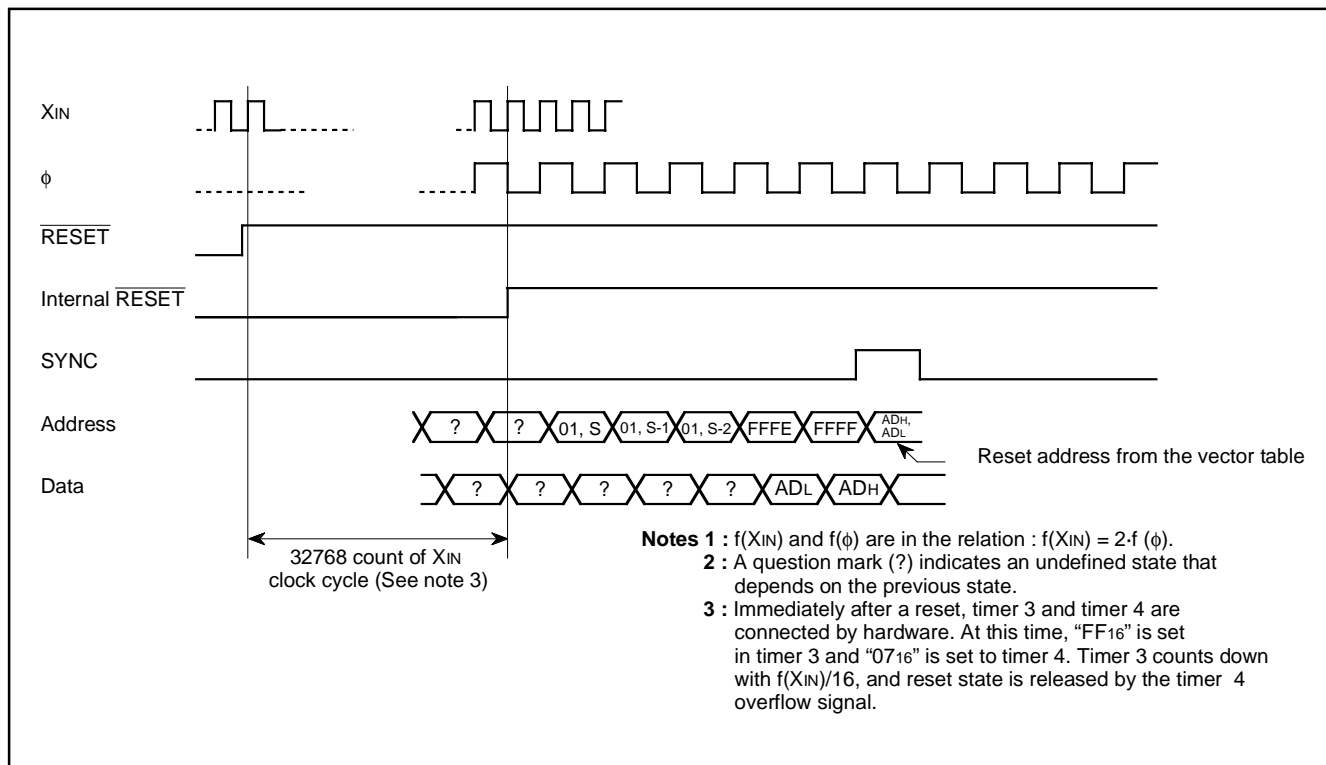 XIN
ϕ
RESET
Internal RESET
SYNC
Address
? ? 01, S 01, S-1 01, S-2 FFFE FFFF ADH, ADL
Reset address from the vector table
Data
? ? ? ? ? ADL ADH
32768 count of XIN
clock cycle (See note 3)
Notes 1 : f(XIN) and f(ϕ) are in the relation : f(XIN) = 2·f (ϕ).
2 : A question mark (?) indicates an undefined state that
depends on the previous state.
3 : Immediately after a reset, timer 3 and timer 4 are
connected by hardware. At this time, “FF16” is set
in timer 3 and “0716” is set to timer 4. Timer 3 counts down
with f(XIN)/16, and reset state is released by the timer 4
overflow signal.